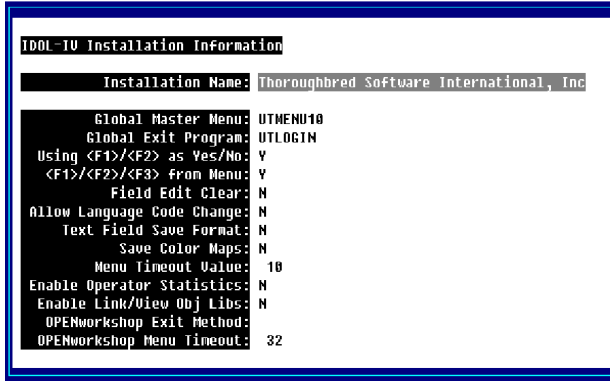 IDOL-IV Installation Information
Installation Name: Thoroughbred Software International, Inc
Global Master Menu: UTMENU10
Global Exit Program: UTLOGIN
Using <F1>/<F2> as Yes/No: Y
<F1>/<F2>/<F3> from Menu: Y
Field Edit Clear: N
Allow Language Code Change: N
Text Field Save Format: N
Save Color Maps: N
Menu Timeout Value: 10
Enable Operator Statistics: N
Enable Link/View Obj Libs: N
OPENworkshop Exit Method:
OPENworkshop Menu Timeout: 32